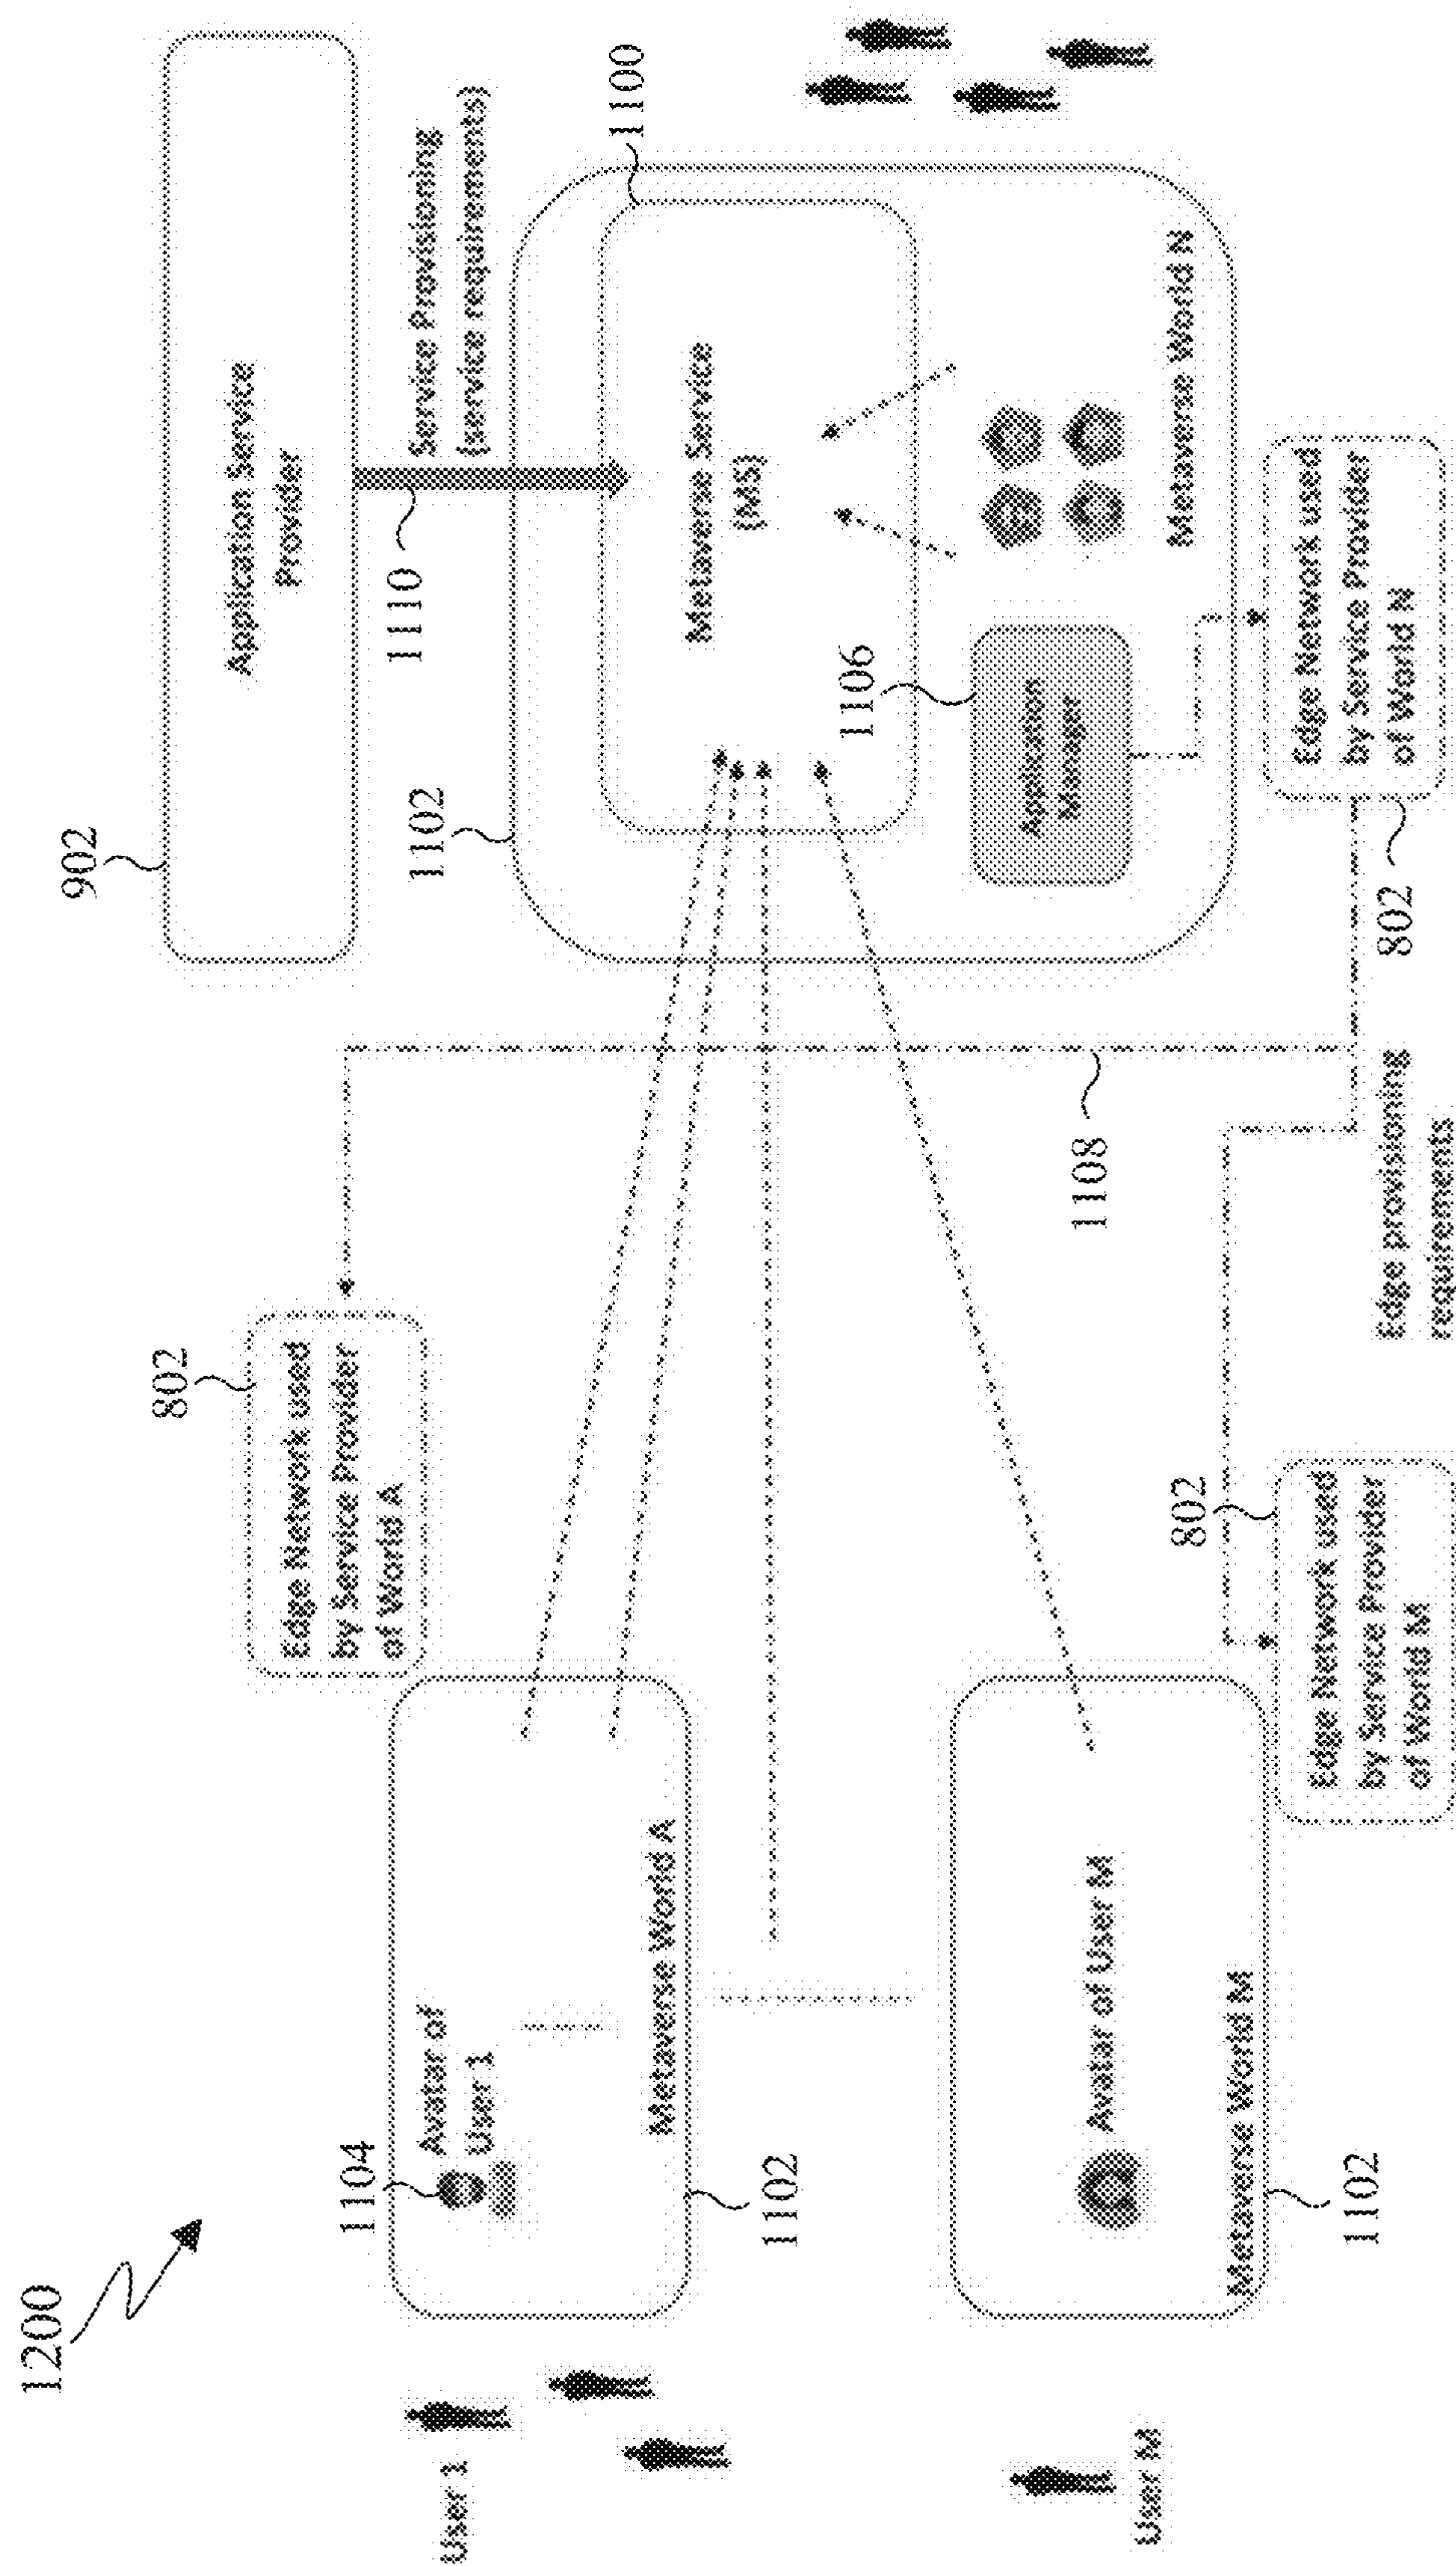 1200
902
Application Service
Provider
1110
Service Provisioning
(service requirements)
1102
1100
Metaverse Service
(MS)
1106
Application
Manager
Metaverse World N
802
Edge Network used
by Service Provider
of World N
802
Edge Network used
by Service Provider
of World A
User 1
1104
Avatar of
User 1
Metaverse World A
1102
1108
User M
Avatar of User M
Metaverse World M
1102
802
Edge Network used
by Service Provider
of World M
Edge provisioning
requirements